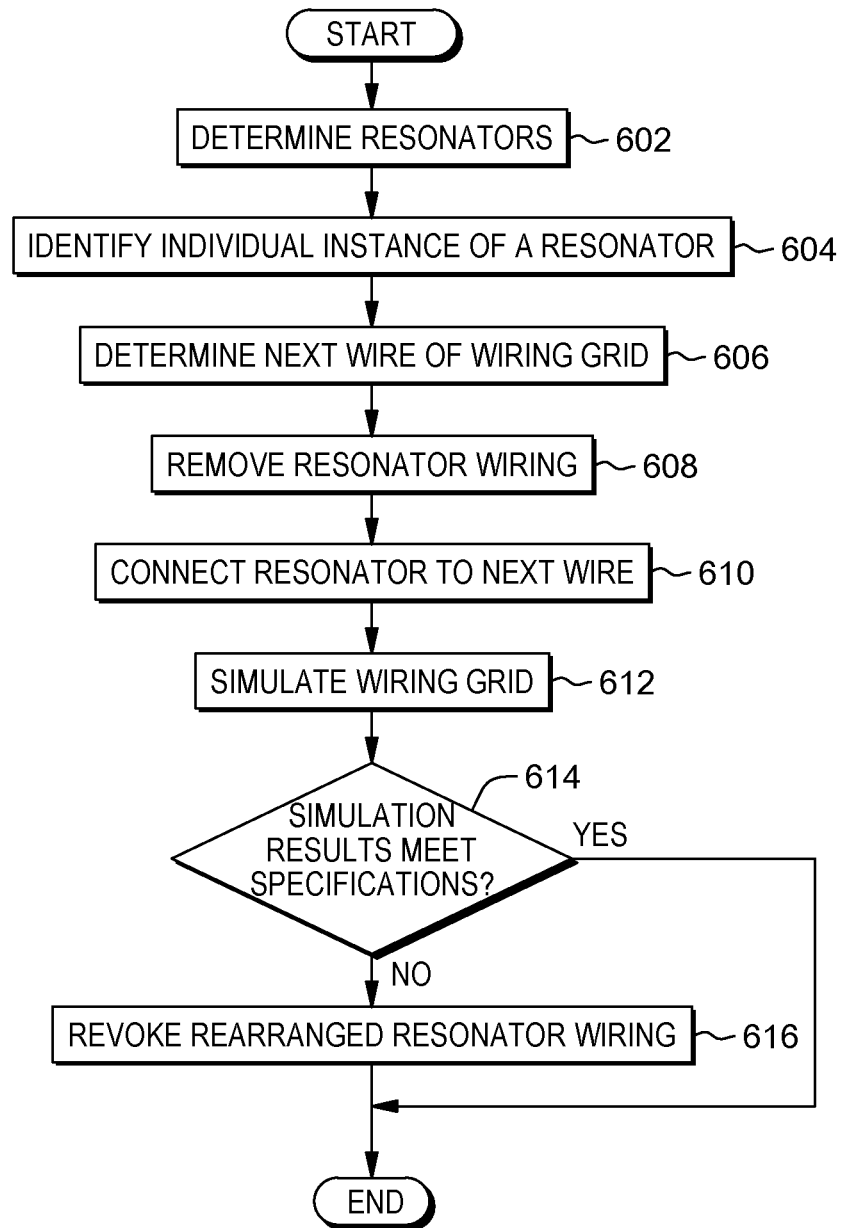 START
DETERMINE RESONATORS 602
IDENTIFY INDIVIDUAL INSTANCE OF A RESONATOR 604
DETERMINE NEXT WIRE OF WIRING GRID 606
REMOVE RESONATOR WIRING 608
CONNECT RESONATOR TO NEXT WIRE 610
SIMULATE WIRING GRID 612
614
SIMULATION
RESULTS MEET
SPECIFICATIONS?
YES
NO
REVOKE REARRANGED RESONATOR WIRING 616
END